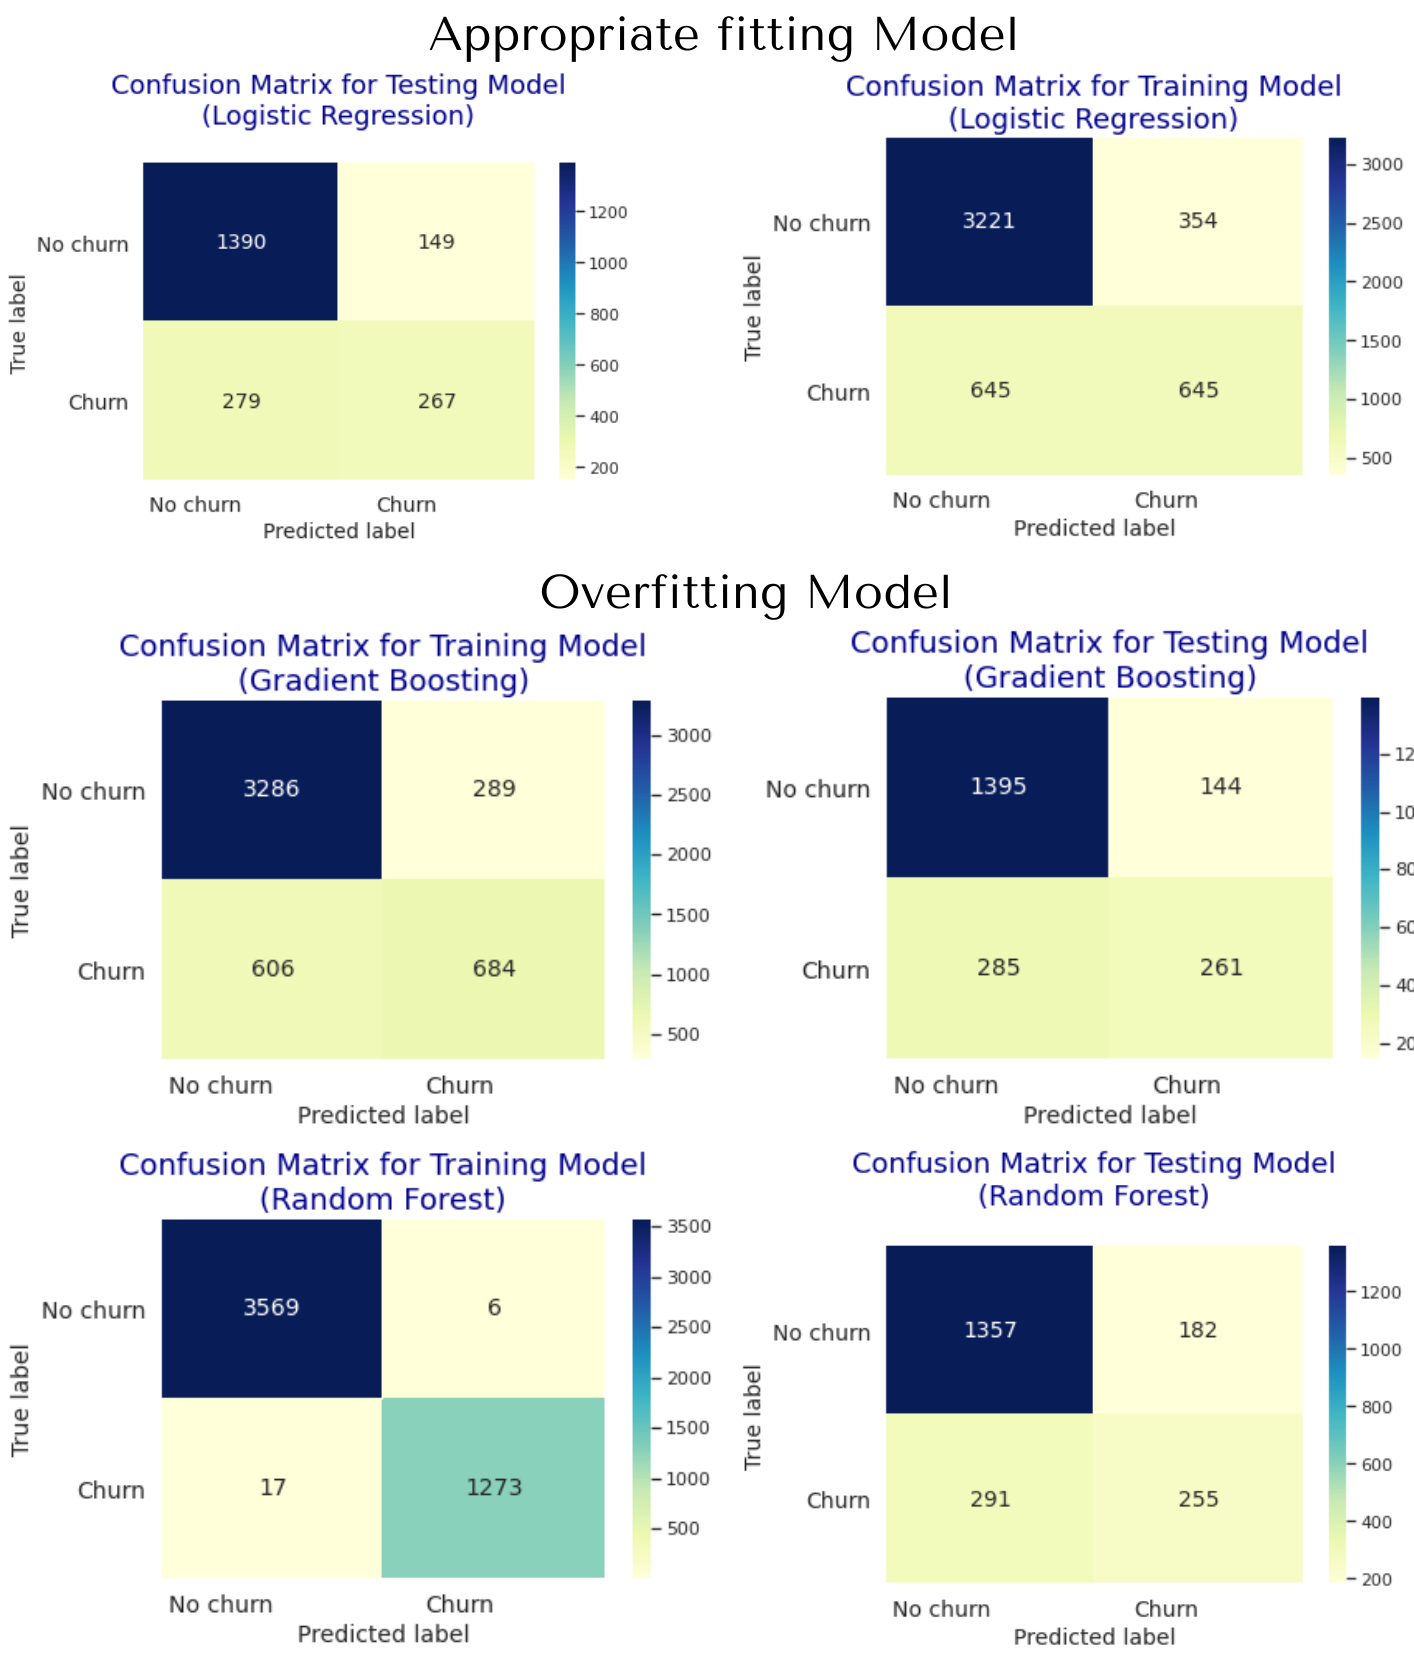 Appropriate fitting Model
Confusion Matrix for Testing Model
(Logistic Regression)
1200
1000
800
600
400
200
No churn
1390
149
Churn
279
267
True label
No churn
Churn
Predicted label
Confusion Matrix for Training Model
(Logistic Regression)
3000
2500
2000
1500
1000
500
No churn
3221
354
Churn
645
645
True label
No churn
Churn
Predicted label
Overfitting Model
Confusion Matrix for Training Model
(Gradient Boosting)
3000
2500
2000
1500
1000
500
No churn
3286
289
Churn
606
684
True label
No churn
Churn
Predicted label
Confusion Matrix for Testing Model
(Gradient Boosting)
12
10
80
60
40
20
No churn
1395
144
Churn
285
261
No churn
Churn
Predicted label
Confusion Matrix for Training Model
(Random Forest)
3500
3000
2500
2000
1500
1000
500
No churn
3569
6
Churn
17
1273
True label
No churn
Churn
Predicted label
Confusion Matrix for Testing Model
(Random Forest)
1200
1000
800
600
400
200
No churn
1357
182
Churn
291
255
True label
No churn
Churn
Predicted label